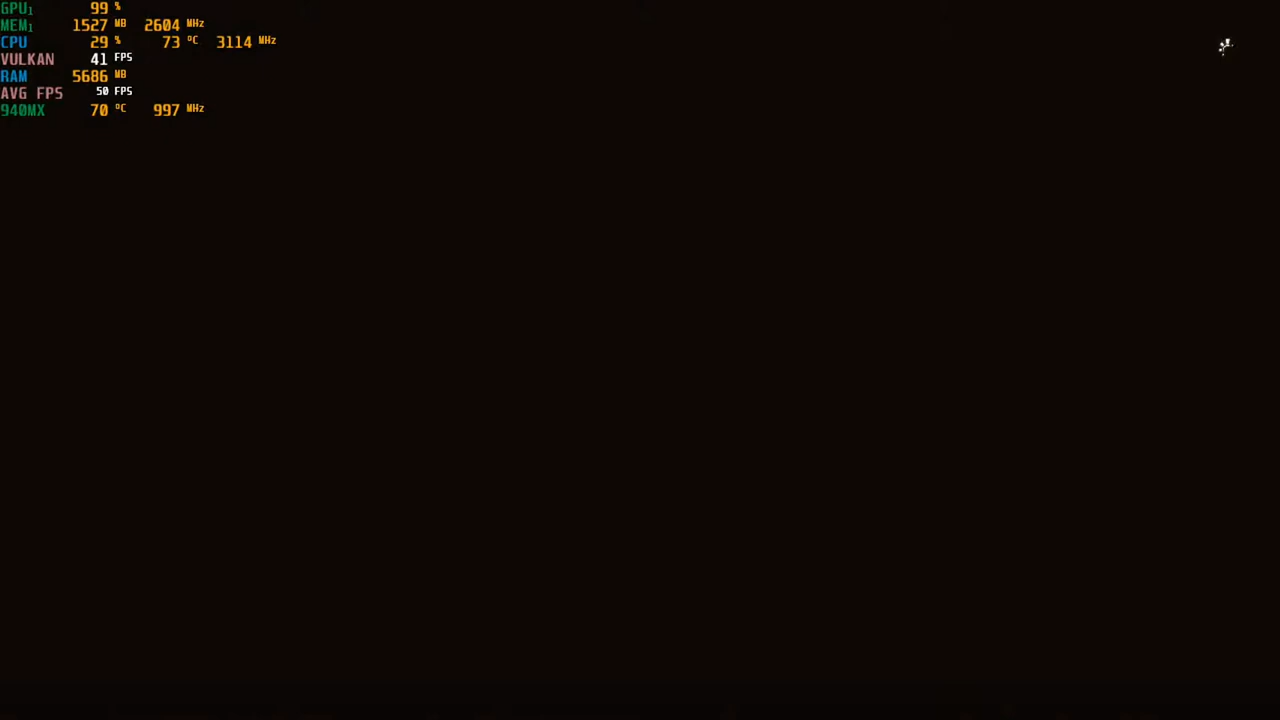 GPU₁ 99 %
MEM₁ 1527 MB 2604 MHz
CPU 29 % 73 °C 3114 MHz
VULKAN 41 FPS
RAM 5686 MB
AVG FPS 50 FPS
940MX 70 °C 997 MHz